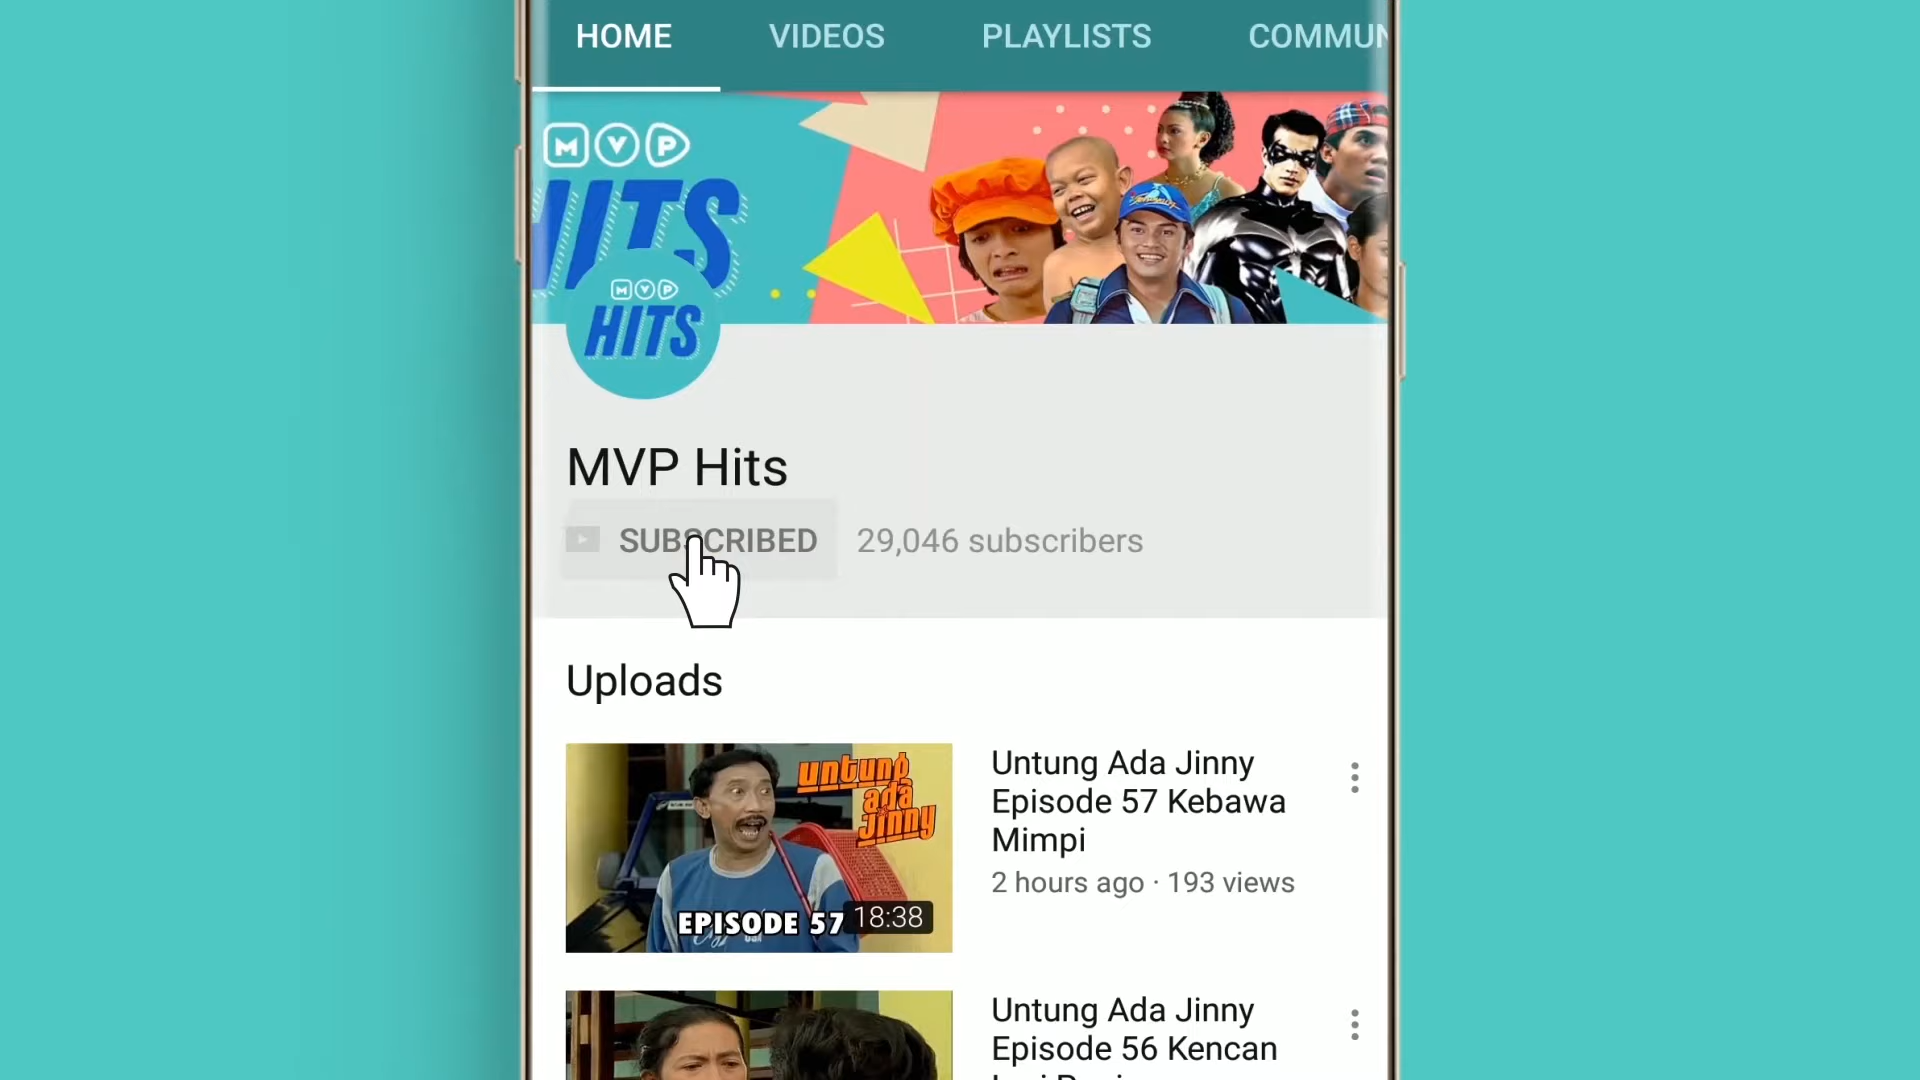 HOME VIDEOS PLAYLISTS COMMUN
MVP
HITS
MVP
HITS
MVP Hits
SUBSCRIBED 29,046 subscribers
Uploads
untung
ada
jinny
EPISODE 57 18:38
Untung Ada Jinny
Episode 57 Kebawa
Mimpi
2 hours ago · 193 views
Untung Ada Jinny
Episode 56 Kencan